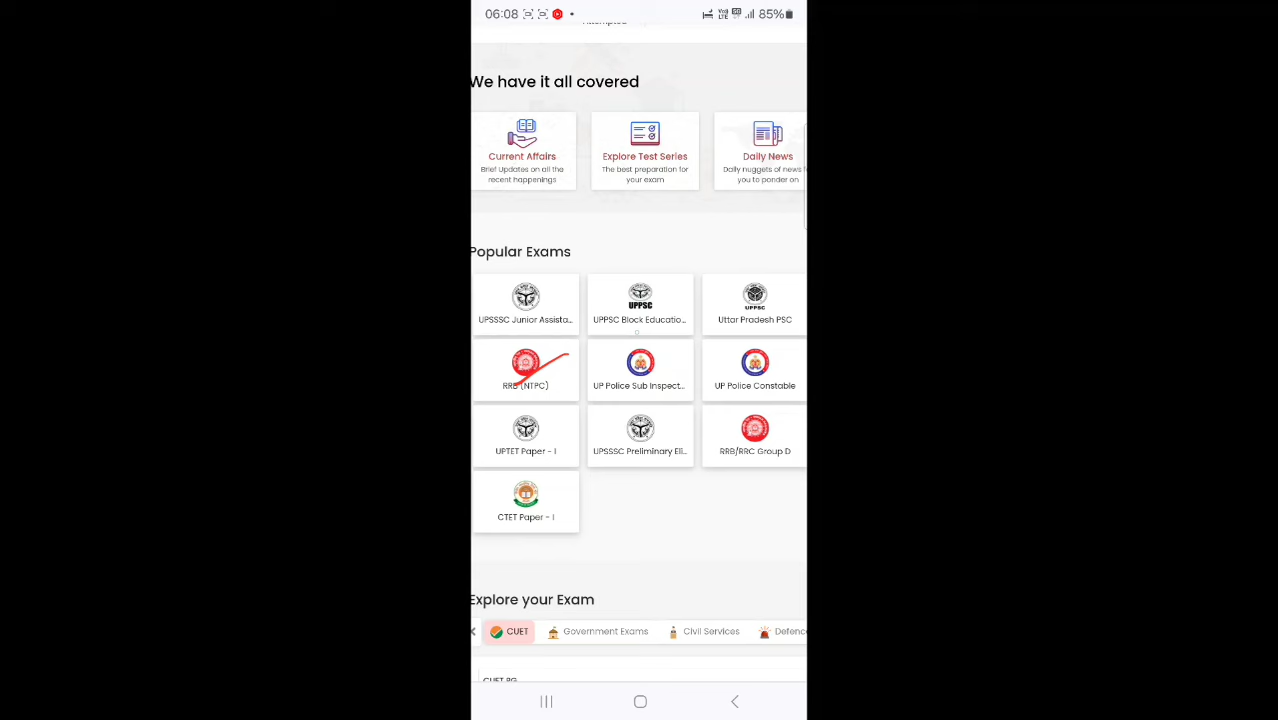 06:08
85%
Attempted
We have it all covered
Current Affairs
Brief Updates on all the
recent happenings
Explore Test Series
The best preparation for
your exam
Daily News
Daily nuggets of news f
you to ponder on
Popular Exams
UPSSSC Junior Assista...
UPPSC
UPPSC Block Educatio...
UPPSC
Uttar Pradesh PSC
RRB (NTPC)
UP Police Sub Inspect...
UP Police Constable
UPTET Paper - I
UPSSSC Preliminary Eli...
RRB/RRC Group D
CTET Paper - I
Explore your Exam
CUET
Government Exams
Civil Services
Defenc
CUET PG